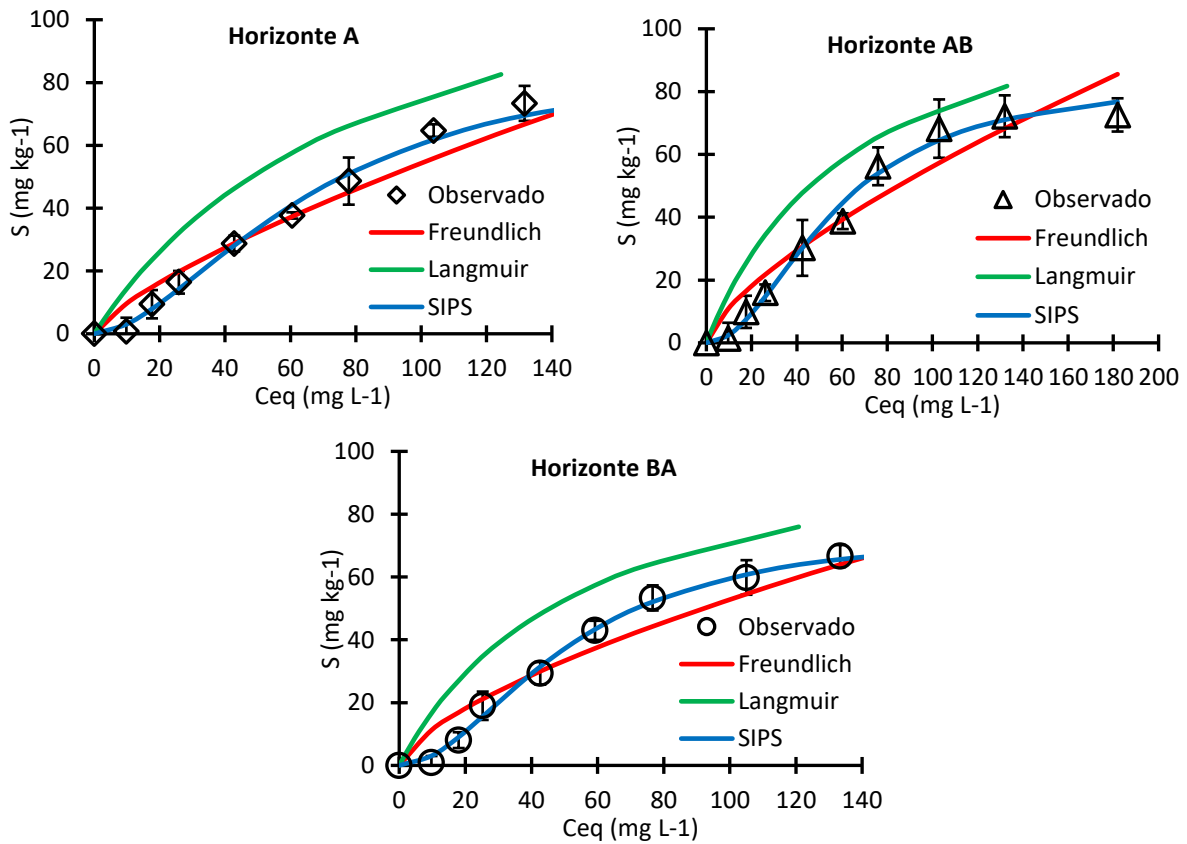 Horizonte A
S (mg kg-1)
100
80
60
40
20
0
0 20 40 60 80 100 120 140
Ceq (mg L-1)
Observado
Freundlich
Langmuir
SIPS
Horizonte AB
S (mg kg-1)
100
80
60
40
20
0
0 20 40 60 80 100 120 140 160 180 200
Ceq (mg L-1)
Observado
Freundlich
Langmuir
SIPS
Horizonte BA
S (mg kg-1)
100
80
60
40
20
0
0 20 40 60 80 100 120 140
Ceq (mg L-1)
Observado
Freundlich
Langmuir
SIPS